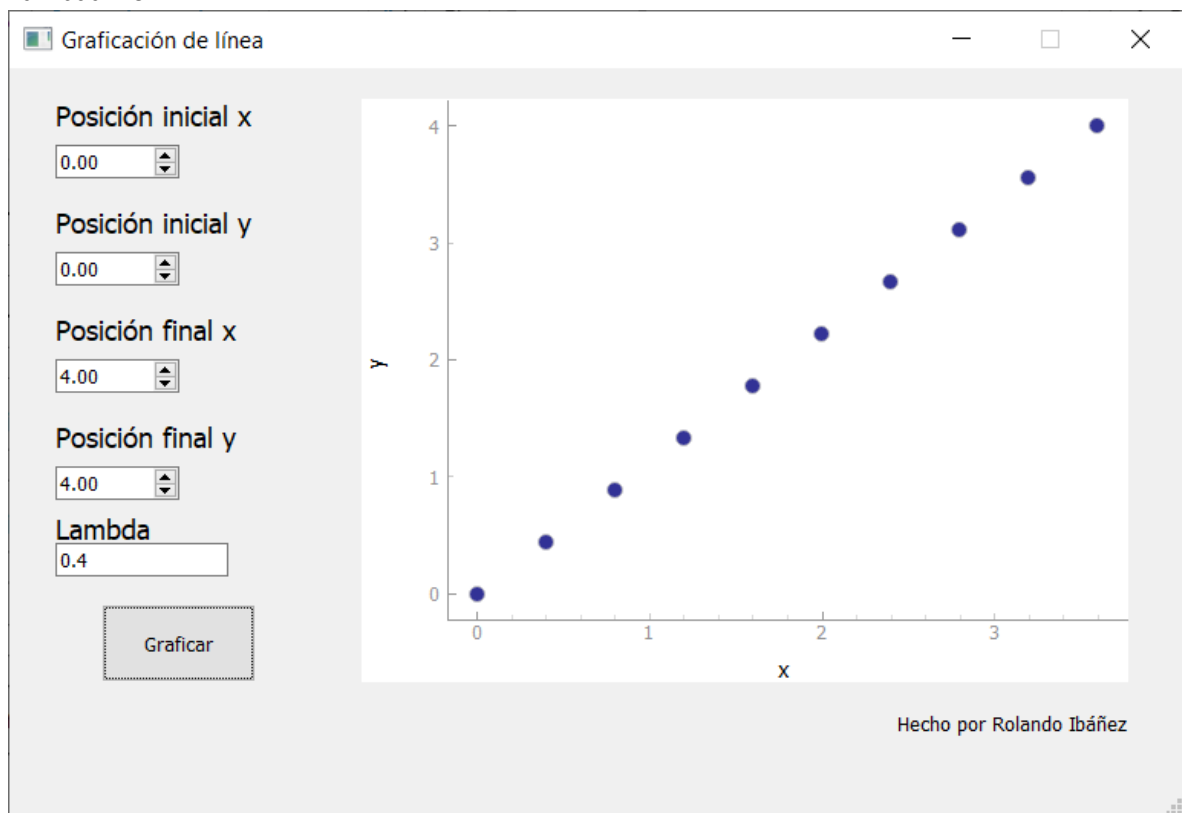 Graficación de línea
Posición inicial x
0.00
Posición inicial y
0.00
Posición final x
4.00
Posición final y
4.00
Lambda
0.4
Graficar
4
3
2
1
0
y
0
1
2
3
x
Hecho por Rolando Ibáñez